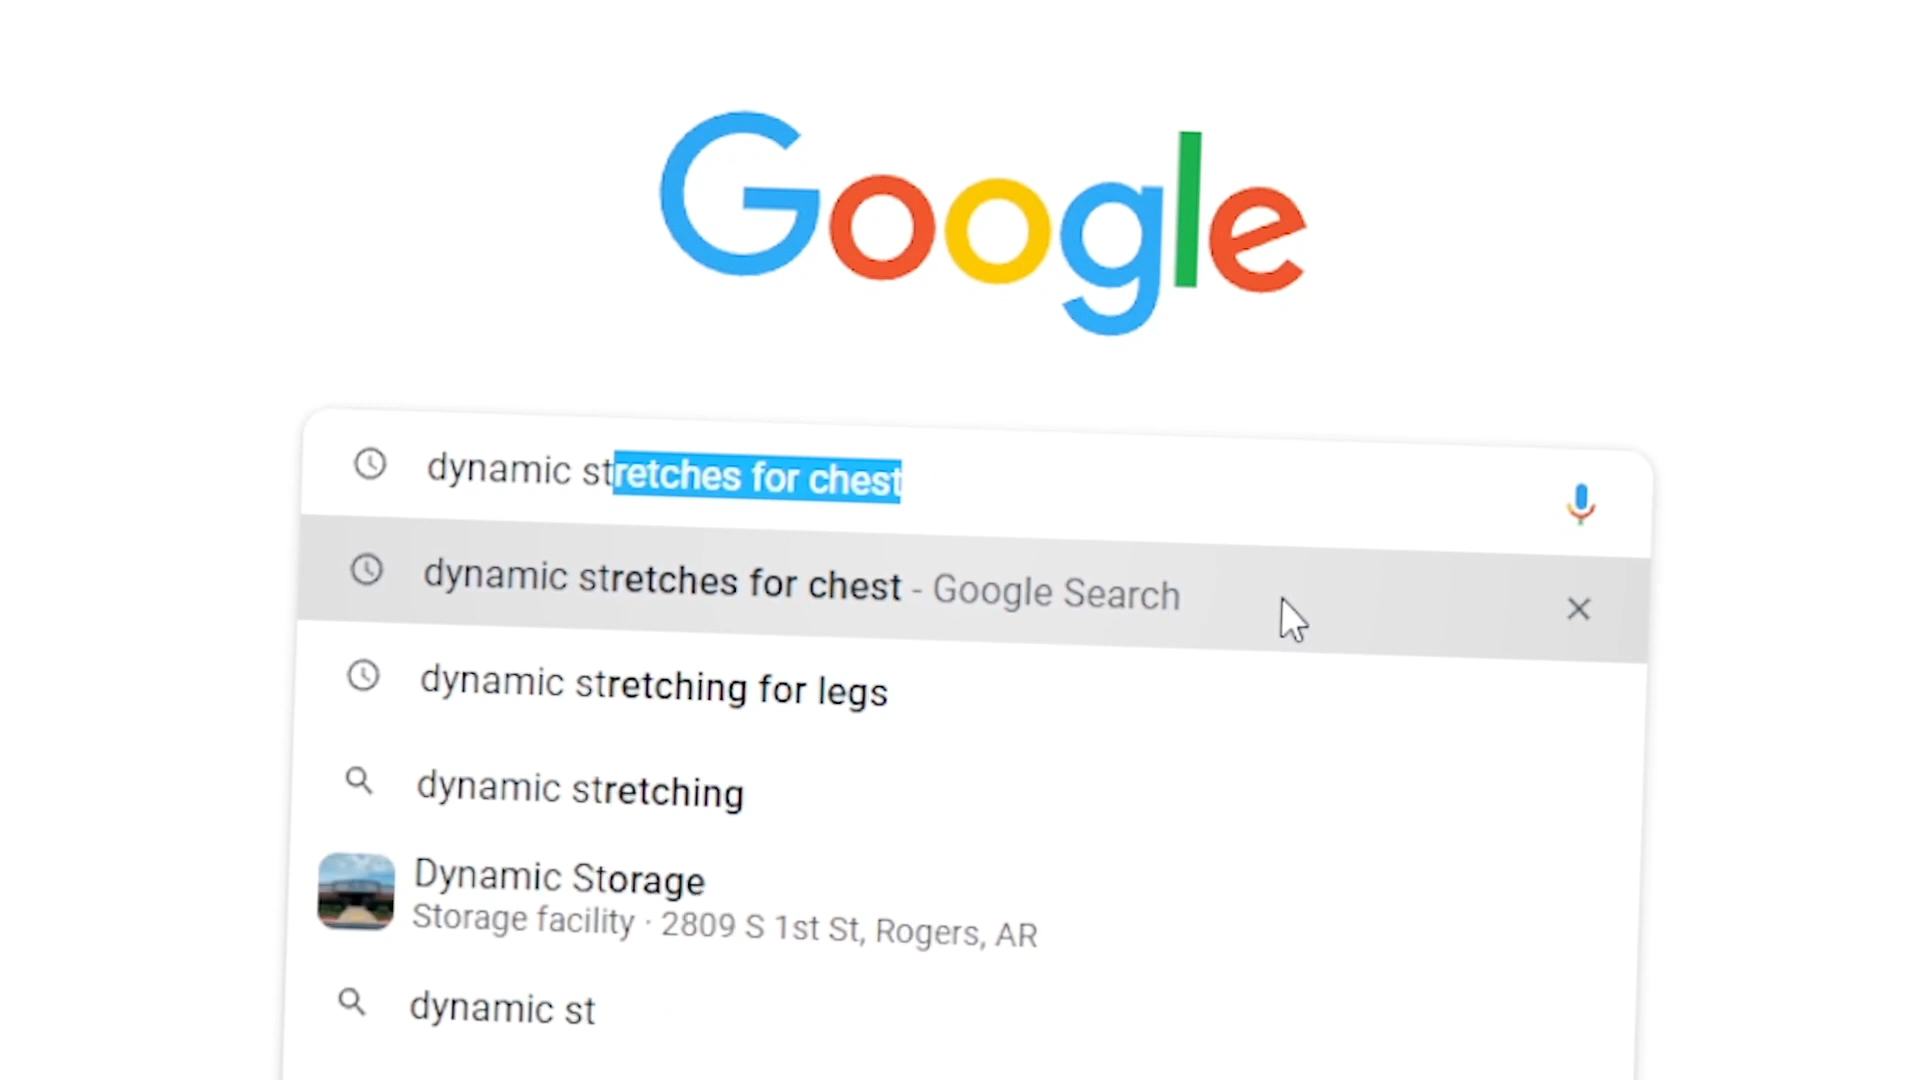 Google
dynamic stretches for chest
dynamic stretches for chest - Google Search
dynamic stretching for legs
dynamic stretching
Dynamic Storage
Storage facility · 2809 S 1st St, Rogers, AR
dynamic st